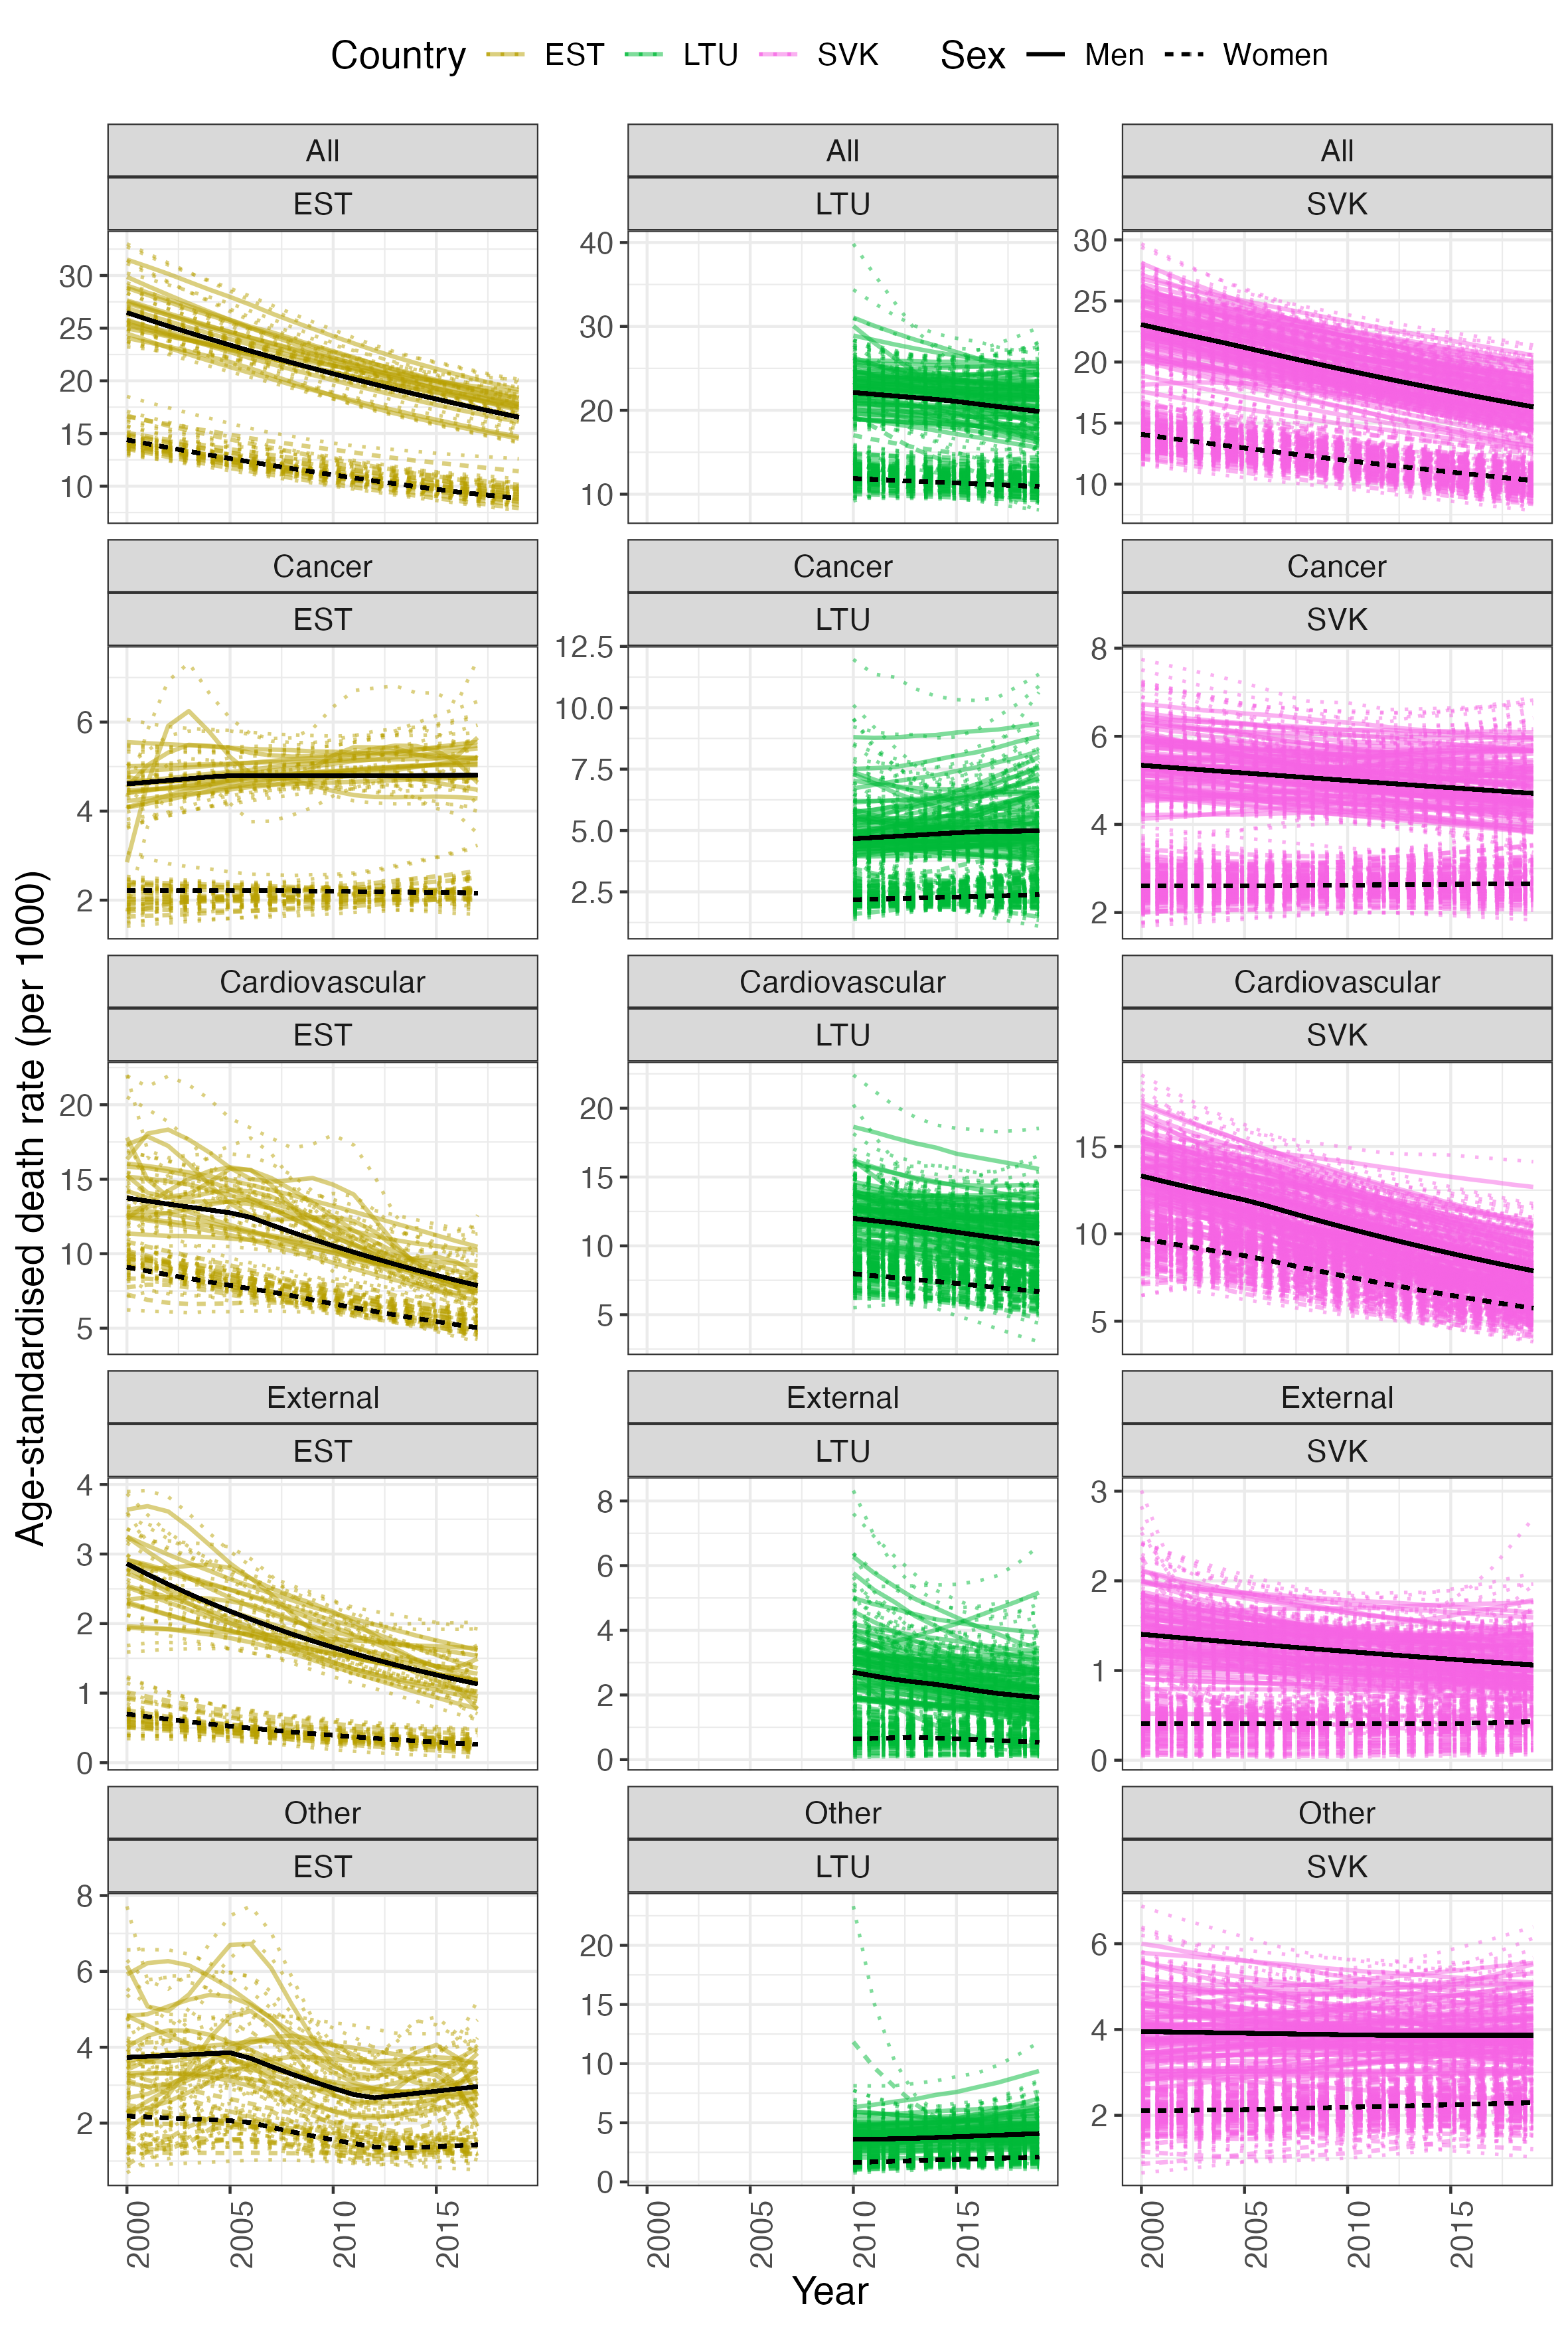 Country EST LTU SVK Sex Men Women
All All All
EST LTU SVK
30 25 20 15 10
40 30 20 10
30 25 20 15 10
Cancer Cancer Cancer
EST LTU SVK
6 4 2
12.5 10.0 7.5 5.0 2.5
8 6 4 2
Cardiovascular Cardiovascular Cardiovascular
EST LTU SVK
20 15 10 5
20 15 10 5
15 10 5
External External External
EST LTU SVK
4 3 2 1 0
8 6 4 2 0
3 2 1 0
Other Other Other
EST LTU SVK
8 6 4 2
20 15 10 5 0
6 4 2
2000 2005 2010 2015 2000 2005 2010 2015 2000 2005 2010 2015
Year
Age-standardised death rate (per 1000)